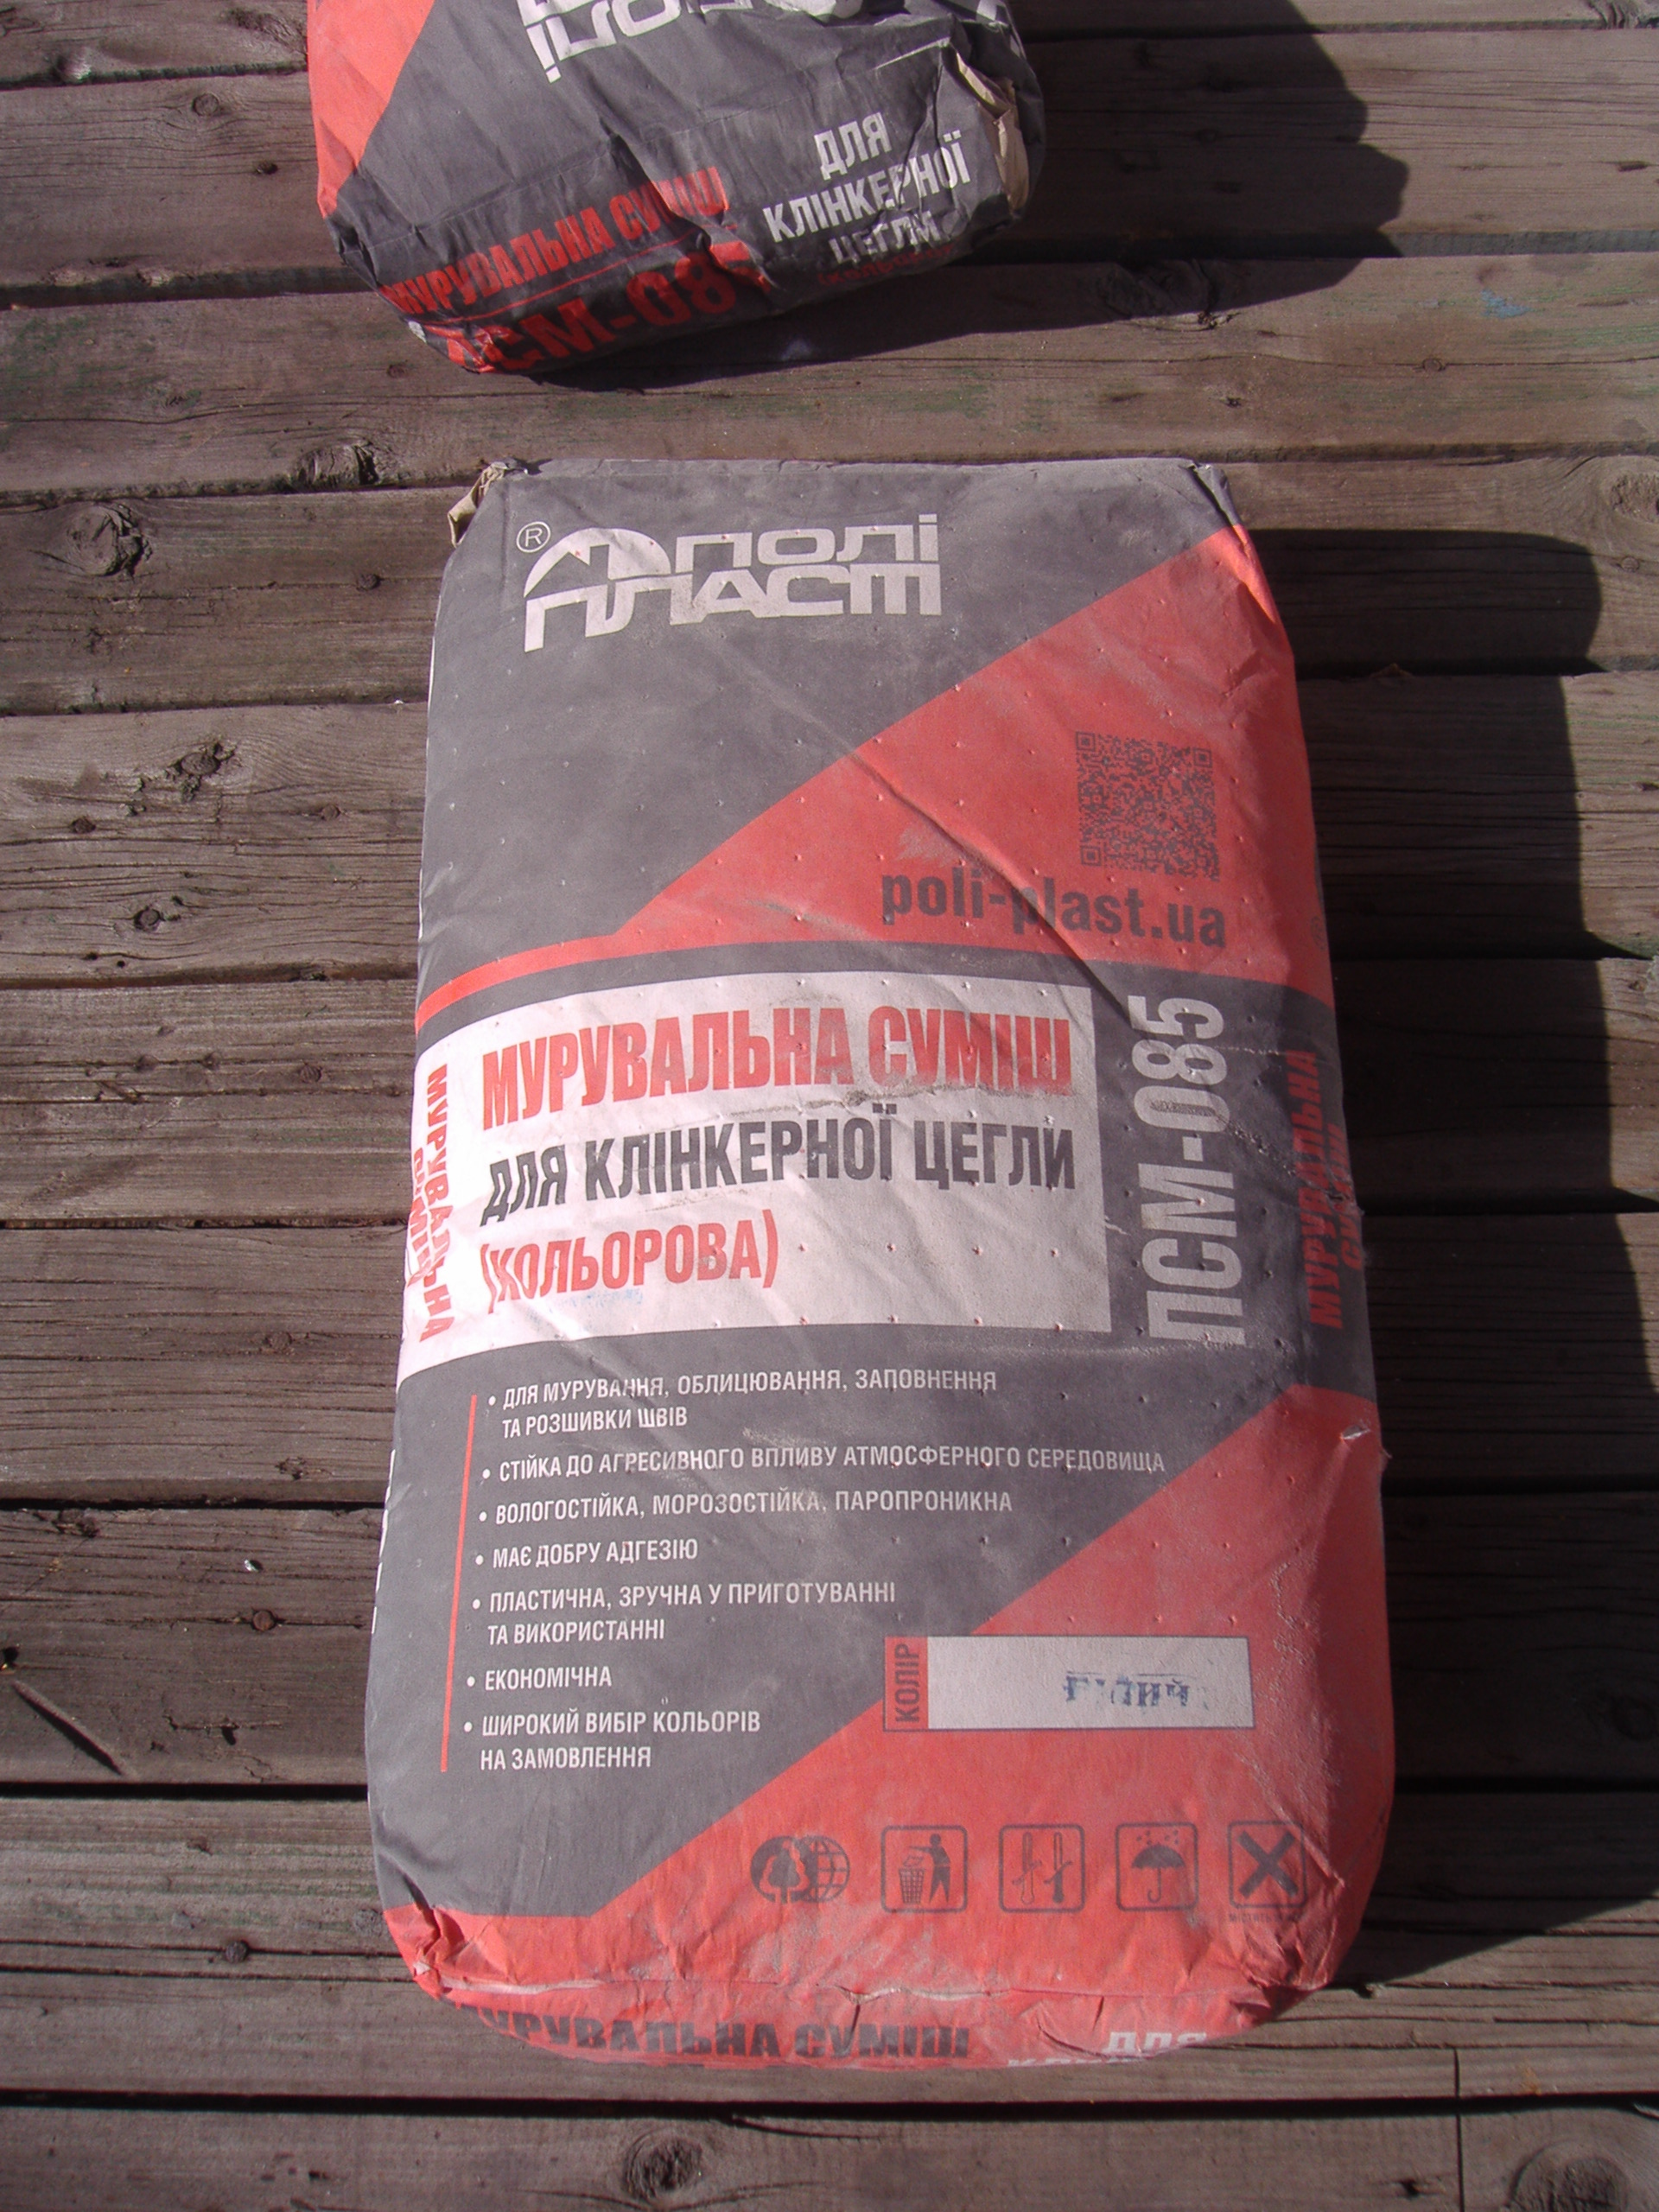 ДЛЯ
КЛІНКЕРНОЇ
ЦЕГЛИ
МУРУВАЛЬНА СУМІШ
ПСМ-085
®
ПОЛІ
ПЛАСТ
poli-plast.ua
МУРУВАЛЬНА СУМІШ
ДЛЯ КЛІНКЕРНОЇ ЦЕГЛИ
(КОЛЬОРОВА)
ПСМ-085
МУРУВАЛЬНА
СУМІШ
МУРУВАЛЬНА
СУМІШ
• ДЛЯ МУРУВАННЯ, ОБЛИЦЮВАННЯ, ЗАПОВНЕННЯ
ТА РОЗШИВКИ ШВІВ
• СТІЙКА ДО АГРЕСИВНОГО ВПЛИВУ АТМОСФЕРНОГО СЕРЕДОВИЩА
• ВОЛОГОСТІЙКА, МОРОЗОСТІЙКА, ПАРОПРОНИКНА
• МАЄ ДОБРУ АДГЕЗІЮ
• ПЛАСТИЧНА, ЗРУЧНА У ПРИГОТУВАННІ
ТА ВИКОРИСТАННІ
• ЕКОНОМІЧНА
• ШИРОКИЙ ВИБІР КОЛЬОРІВ
НА ЗАМОВЛЕННЯ
КОЛІР
МУРУВАЛЬНА СУМІШ
ДЛЯ